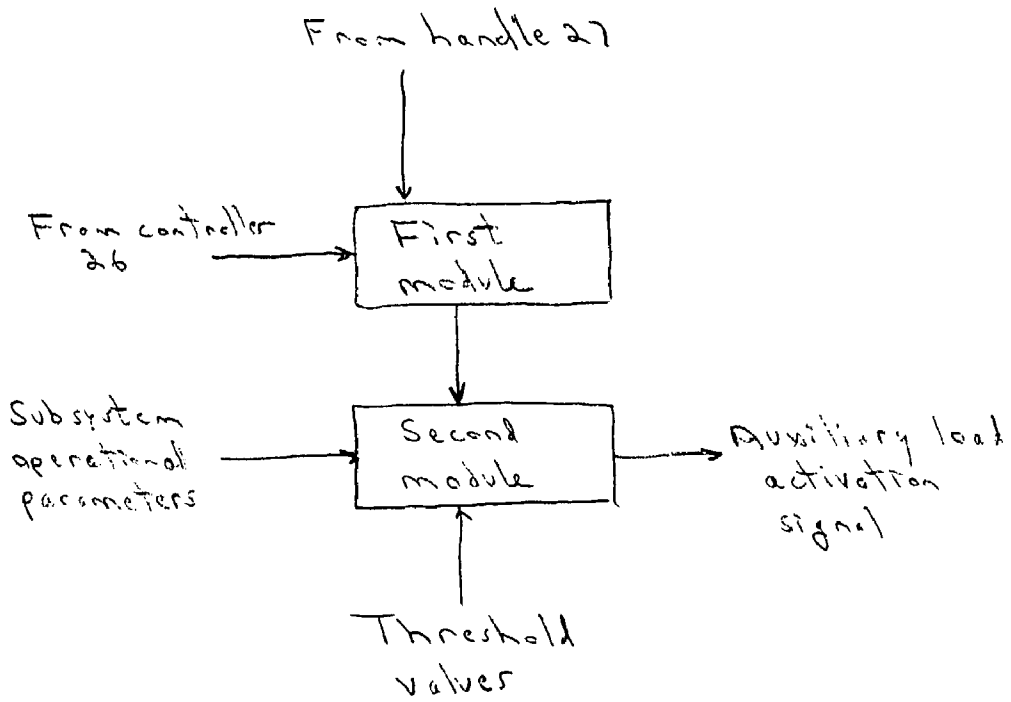 From handle 27
From controller
26
First
module
Subsystem
operational
parameters
Second
module
Auxiliary load
activation
signal
Threshold
values